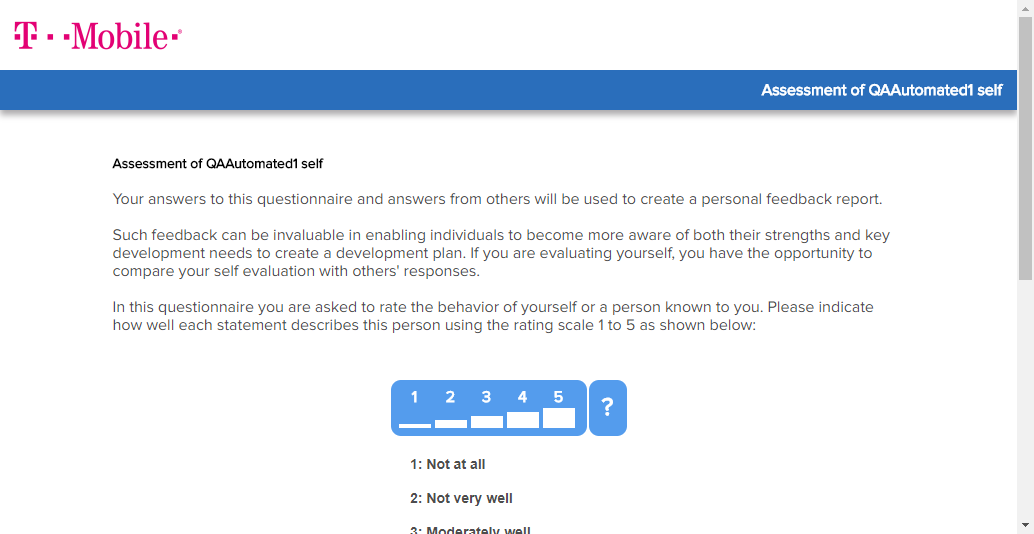 T · ·Mobile·®
Assessment of QAAutomated1 self
Assessment of QAAutomated1 self
Your answers to this questionnaire and answers from others will be used to create a personal feedback report.
Such feedback can be invaluable in enabling individuals to become more aware of both their strengths and key
development needs to create a development plan. If you are evaluating yourself, you have the opportunity to
compare your self evaluation with others' responses.
In this questionnaire you are asked to rate the behavior of yourself or a person known to you. Please indicate
how well each statement describes this person using the rating scale 1 to 5 as shown below:
1 2 3 4 5 ?
1: Not at all
2: Not very well
3: Moderately well